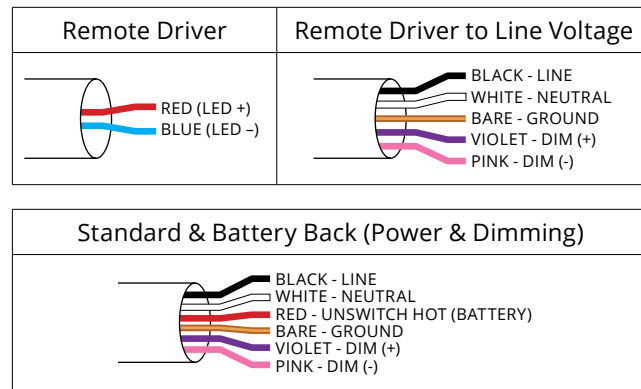 Remote Driver
RED (LED +)
BLUE (LED –)
Remote Driver to Line Voltage
BLACK - LINE
WHITE - NEUTRAL
BARE - GROUND
VIOLET - DIM (+)
PINK - DIM (-)
Standard & Battery Back (Power & Dimming)
BLACK - LINE
WHITE - NEUTRAL
RED - UNSWITCH HOT (BATTERY)
BARE - GROUND
VIOLET - DIM (+)
PINK - DIM (-)